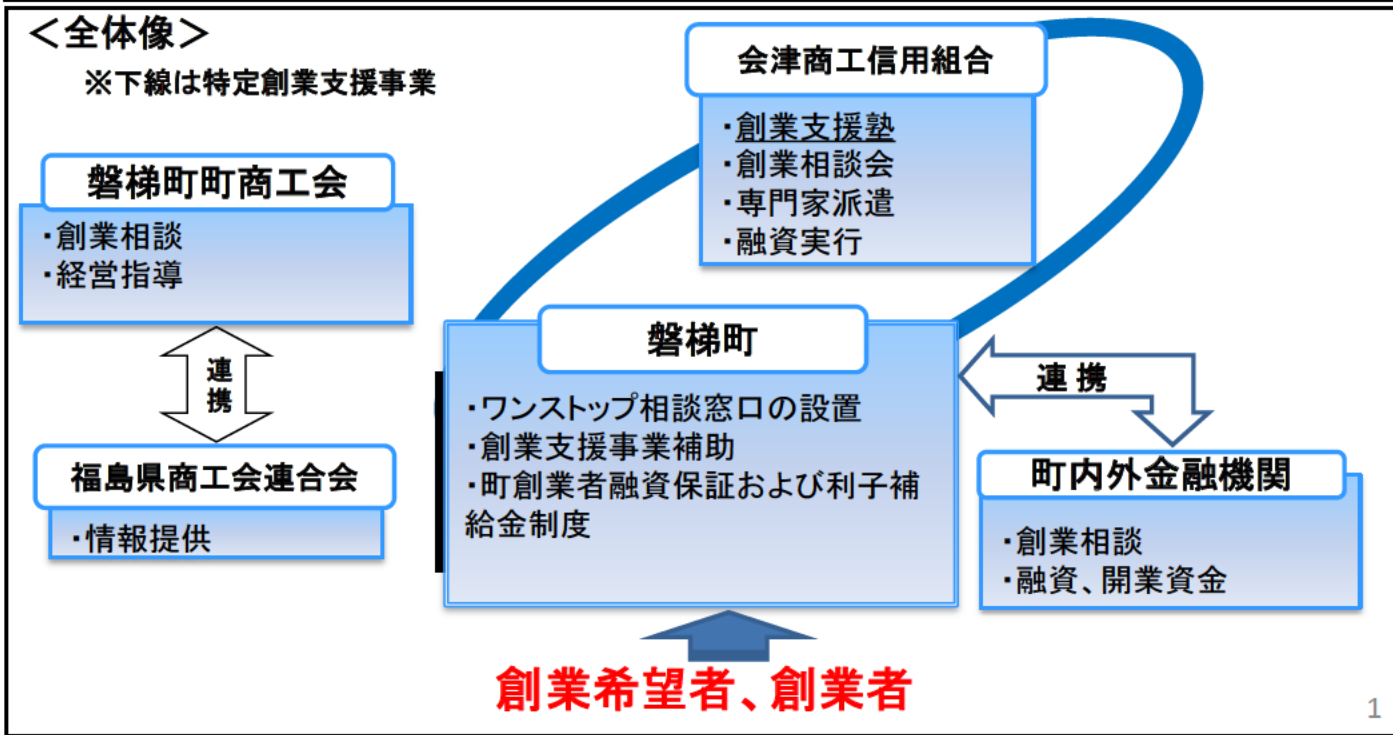 <全体像>
※下線は特定創業支援事業
会津商工信用組合
・創業支援塾
・創業相談会
・専門家派遣
・融資実行
磐梯町町商工会
・創業相談
・経営指導
連
携
福島県商工会連合会
・情報提供
磐梯町
・ワンストップ相談窓口の設置
・創業支援事業補助
・町創業者融資保証および利子補
給金制度
連携
町内外金融機関
・創業相談
・融資、開業資金
創業希望者、創業者
1